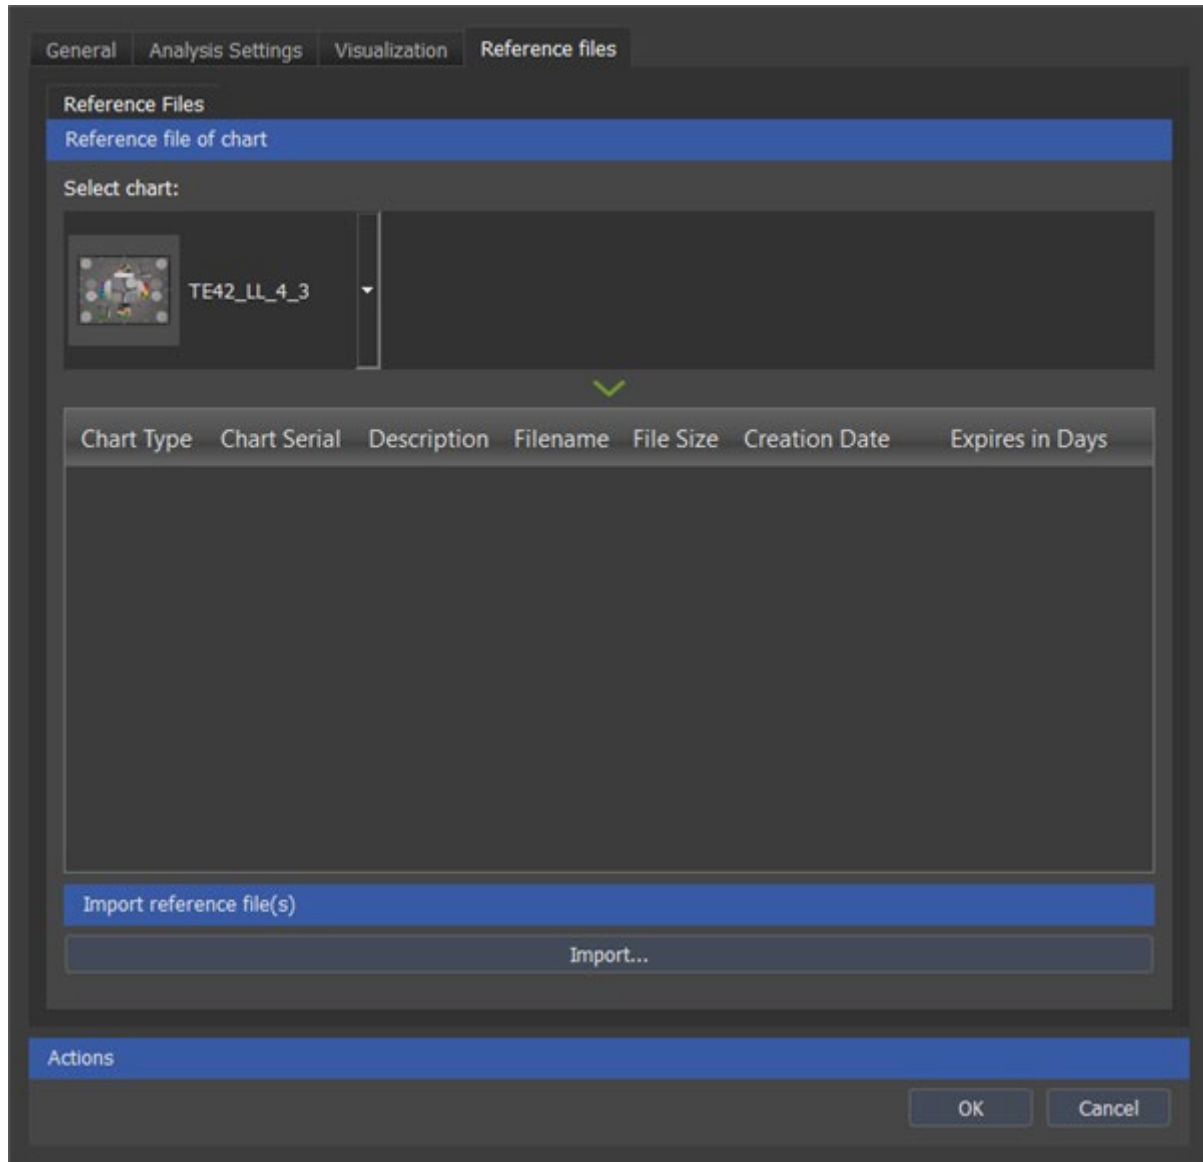 General Analysis Settings Visualization Reference files
Reference Files
Reference file of chart
Select chart:
TE42_LL_4_3
Chart Type Chart Serial Description Filename File Size Creation Date Expires in Days
Import reference file(s)
Import...
Actions
OK Cancel